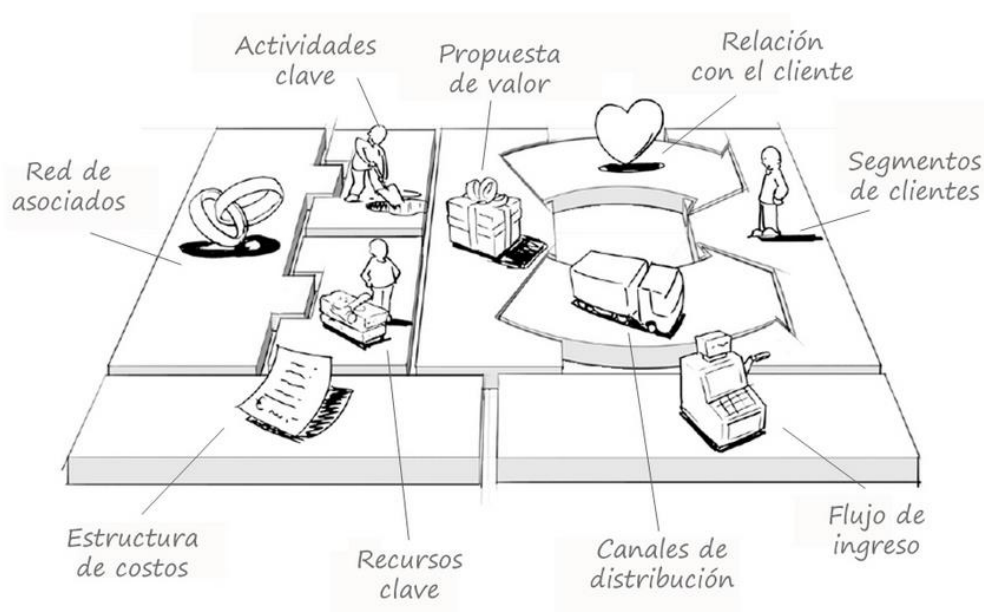 Actividades
clave
Propuesta
de valor
Relación
con el cliente
Red de
asociados
Segmentos
de clientes
Estructura
de costos
Recursos
clave
Canales de
distribución
Flujo de
ingreso